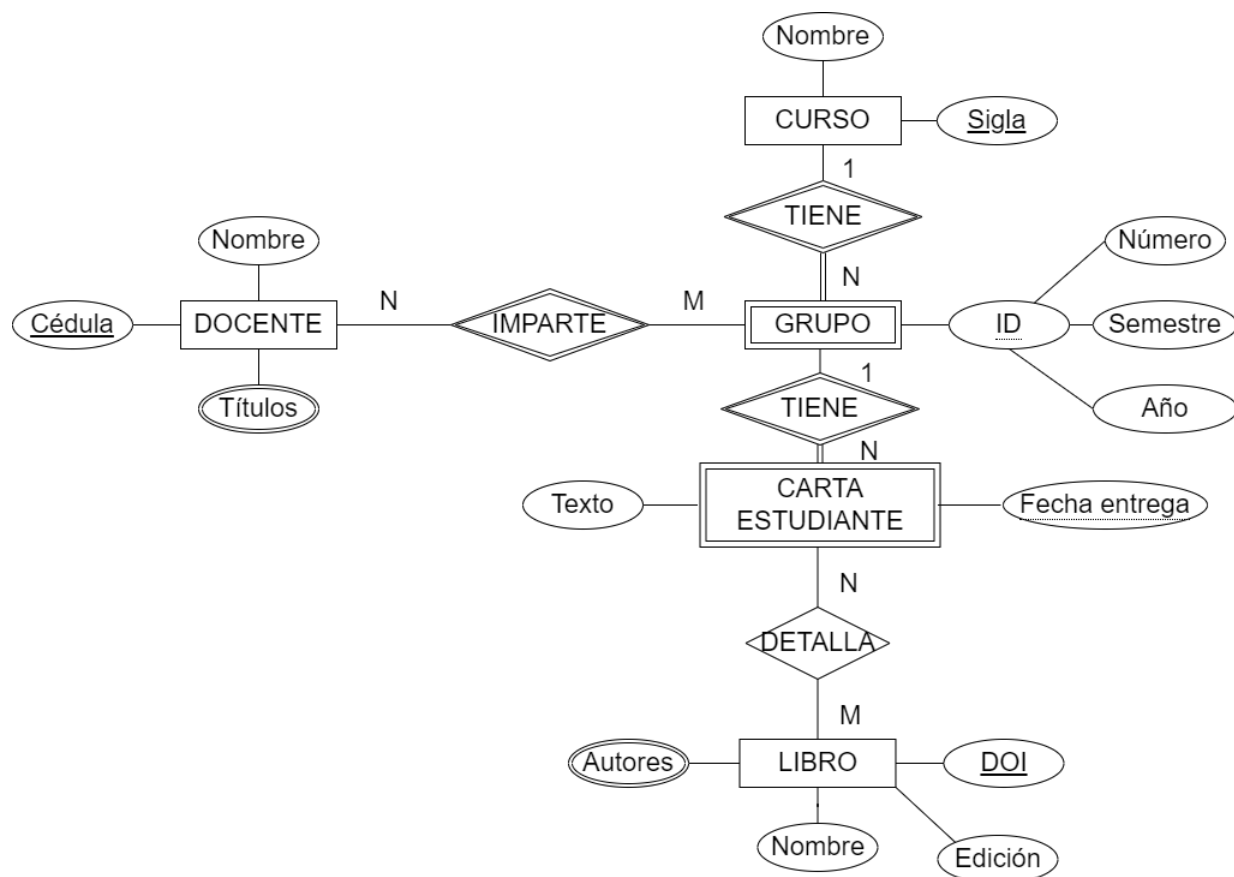 Nombre
CURSO
Sigla
1
TIENE
N
Nombre
Cédula
DOCENTE
Títulos
N
IMPARTE
M
GRUPO
ID
Número
Semestre
Año
1
TIENE
N
Texto
CARTA
ESTUDIANTE
Fecha entrega
N
DETALLA
M
Autores
LIBRO
DOI
Nombre
Edición